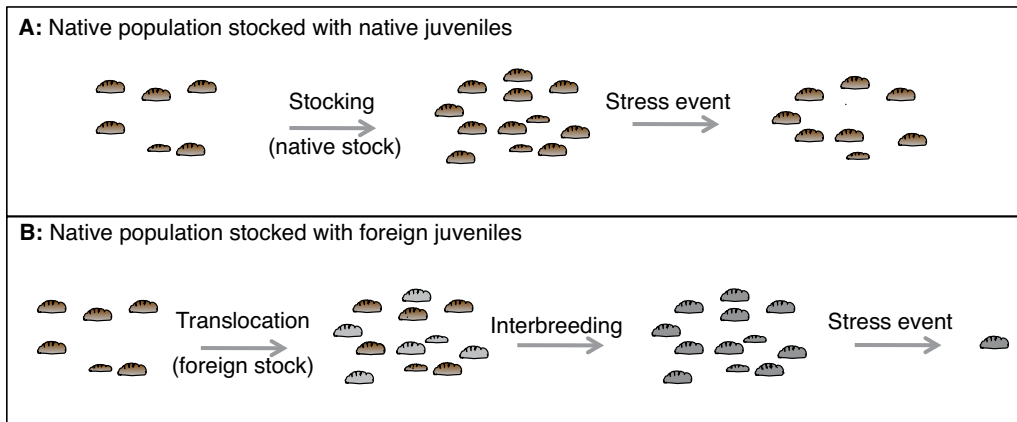 A: Native population stocked with native juveniles
Stocking
(native stock)
Stress event
B: Native population stocked with foreign juveniles
Translocation
(foreign stock)
Interbreeding
Stress event